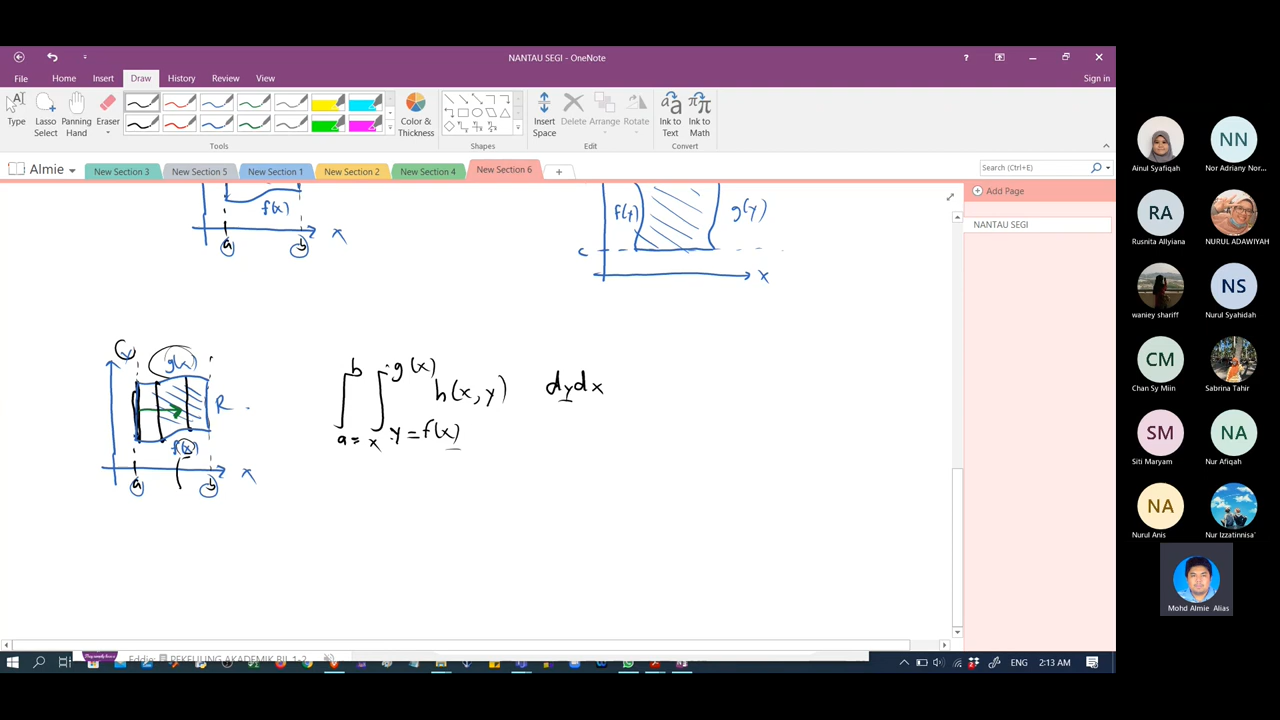 NANTAU SEGI - OneNote
File Home Insert Draw History Review View
Sign in
Type
Lasso Select
Panning Hand
Eraser
Color & Thickness
Insert Space
Delete
Arrange
Rotate
Ink to Text
Ink to Math
Tools
Shapes
Edit
Convert
Almie
New Section 3
New Section 5
New Section 1
New Section 2
New Section 4
New Section 6
Search (Ctrl+E)
Add Page
NANTAU SEGI
f(x)
a b x
f(y) g(y)
c
x
y
g(x)
R
f(x)
a b x
b g(x)
h(x, y) dydx
a = x y = f(x)
NN
Ainul Syafiqah
Nor Adriany Nor...
RA
Rusnita Allyiana
NURUL ADAWIYAH
NS
waniey shariff
Nurul Syahidah
CM
Chan Sy Miin
Sabrina Tahir
SM
NA
Siti Maryam
Nur Afiqah
NA
Nurul Anis
Nur Izzatinnisa'
Mohd Almie Alias
ENG 2:13 AM